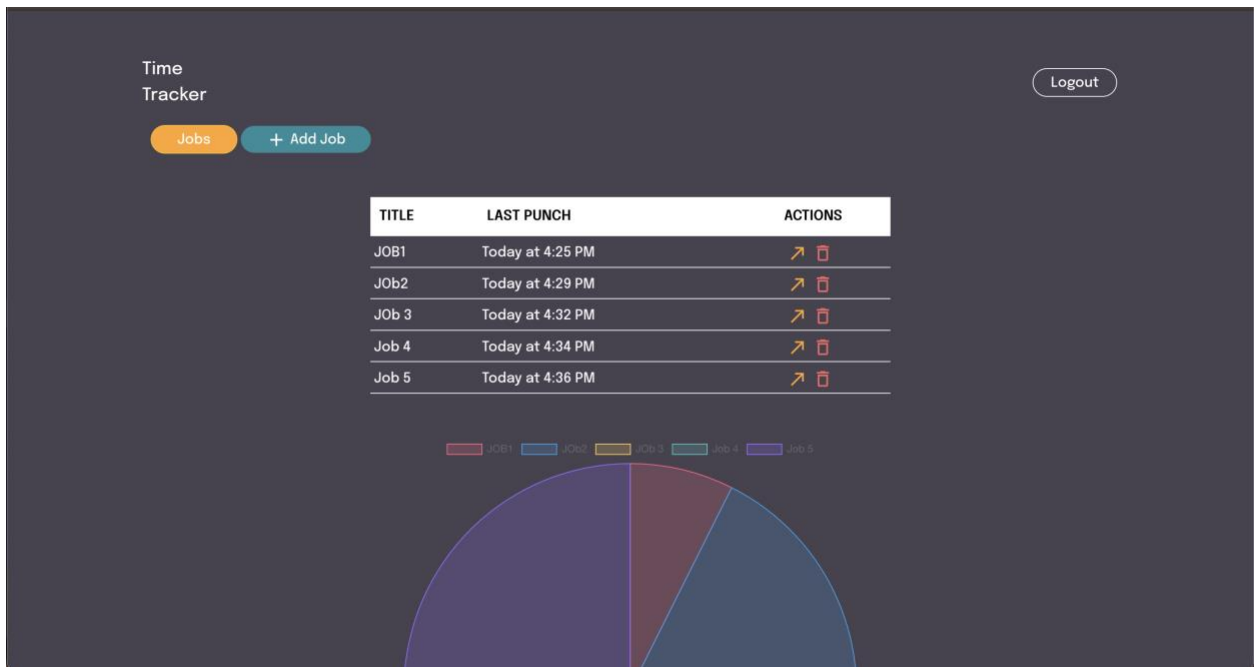 Time
Tracker
Logout
Jobs + Add Job
TITLE LAST PUNCH ACTIONS
JOB1 Today at 4:25 PM
JOb2 Today at 4:29 PM
JOb 3 Today at 4:32 PM
Job 4 Today at 4:34 PM
Job 5 Today at 4:36 PM
JOB1 JOb2 JOb 3 Job 4 Job 5